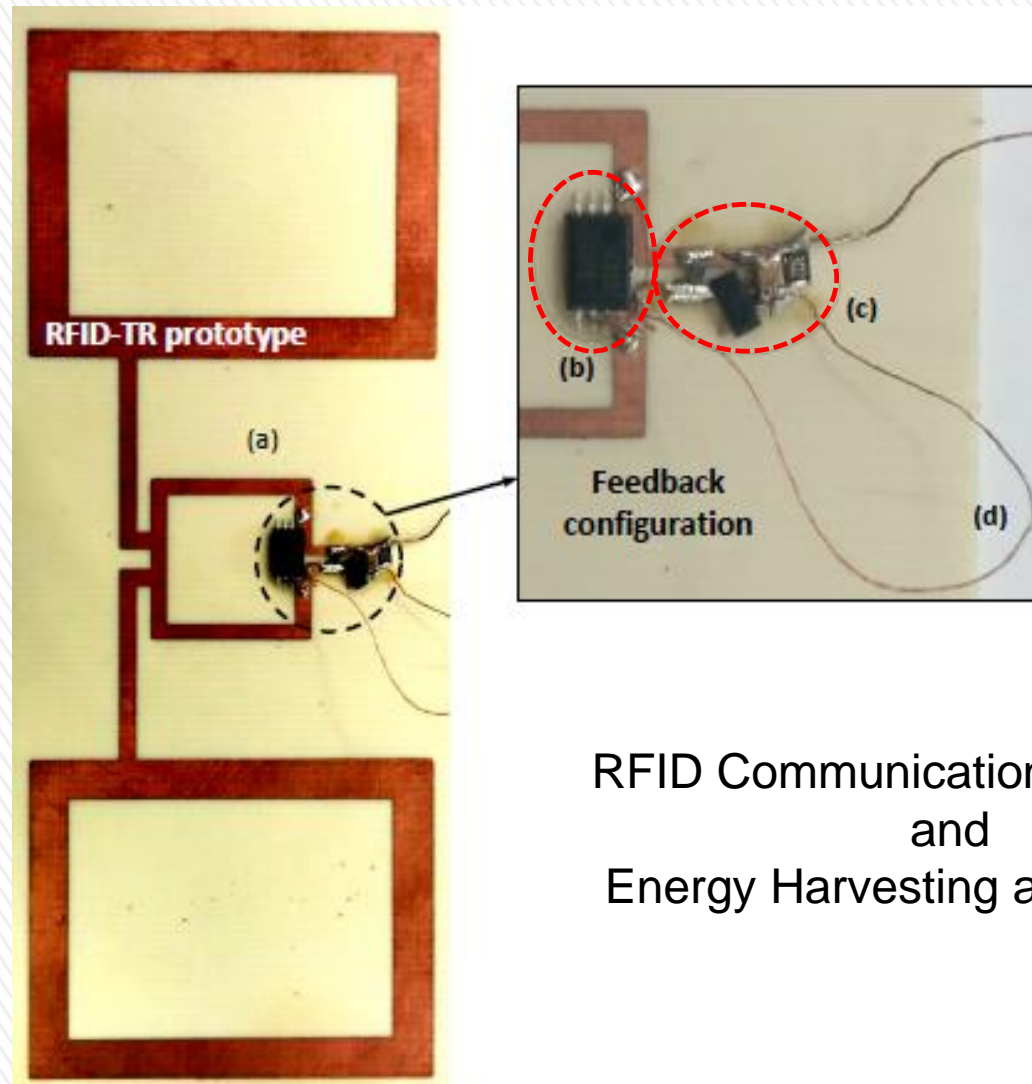 RFID-TR prototype
(a)
(b)
(c)
Feedback
configuration
(d)
RFID Communication
and
Energy Harvesting a